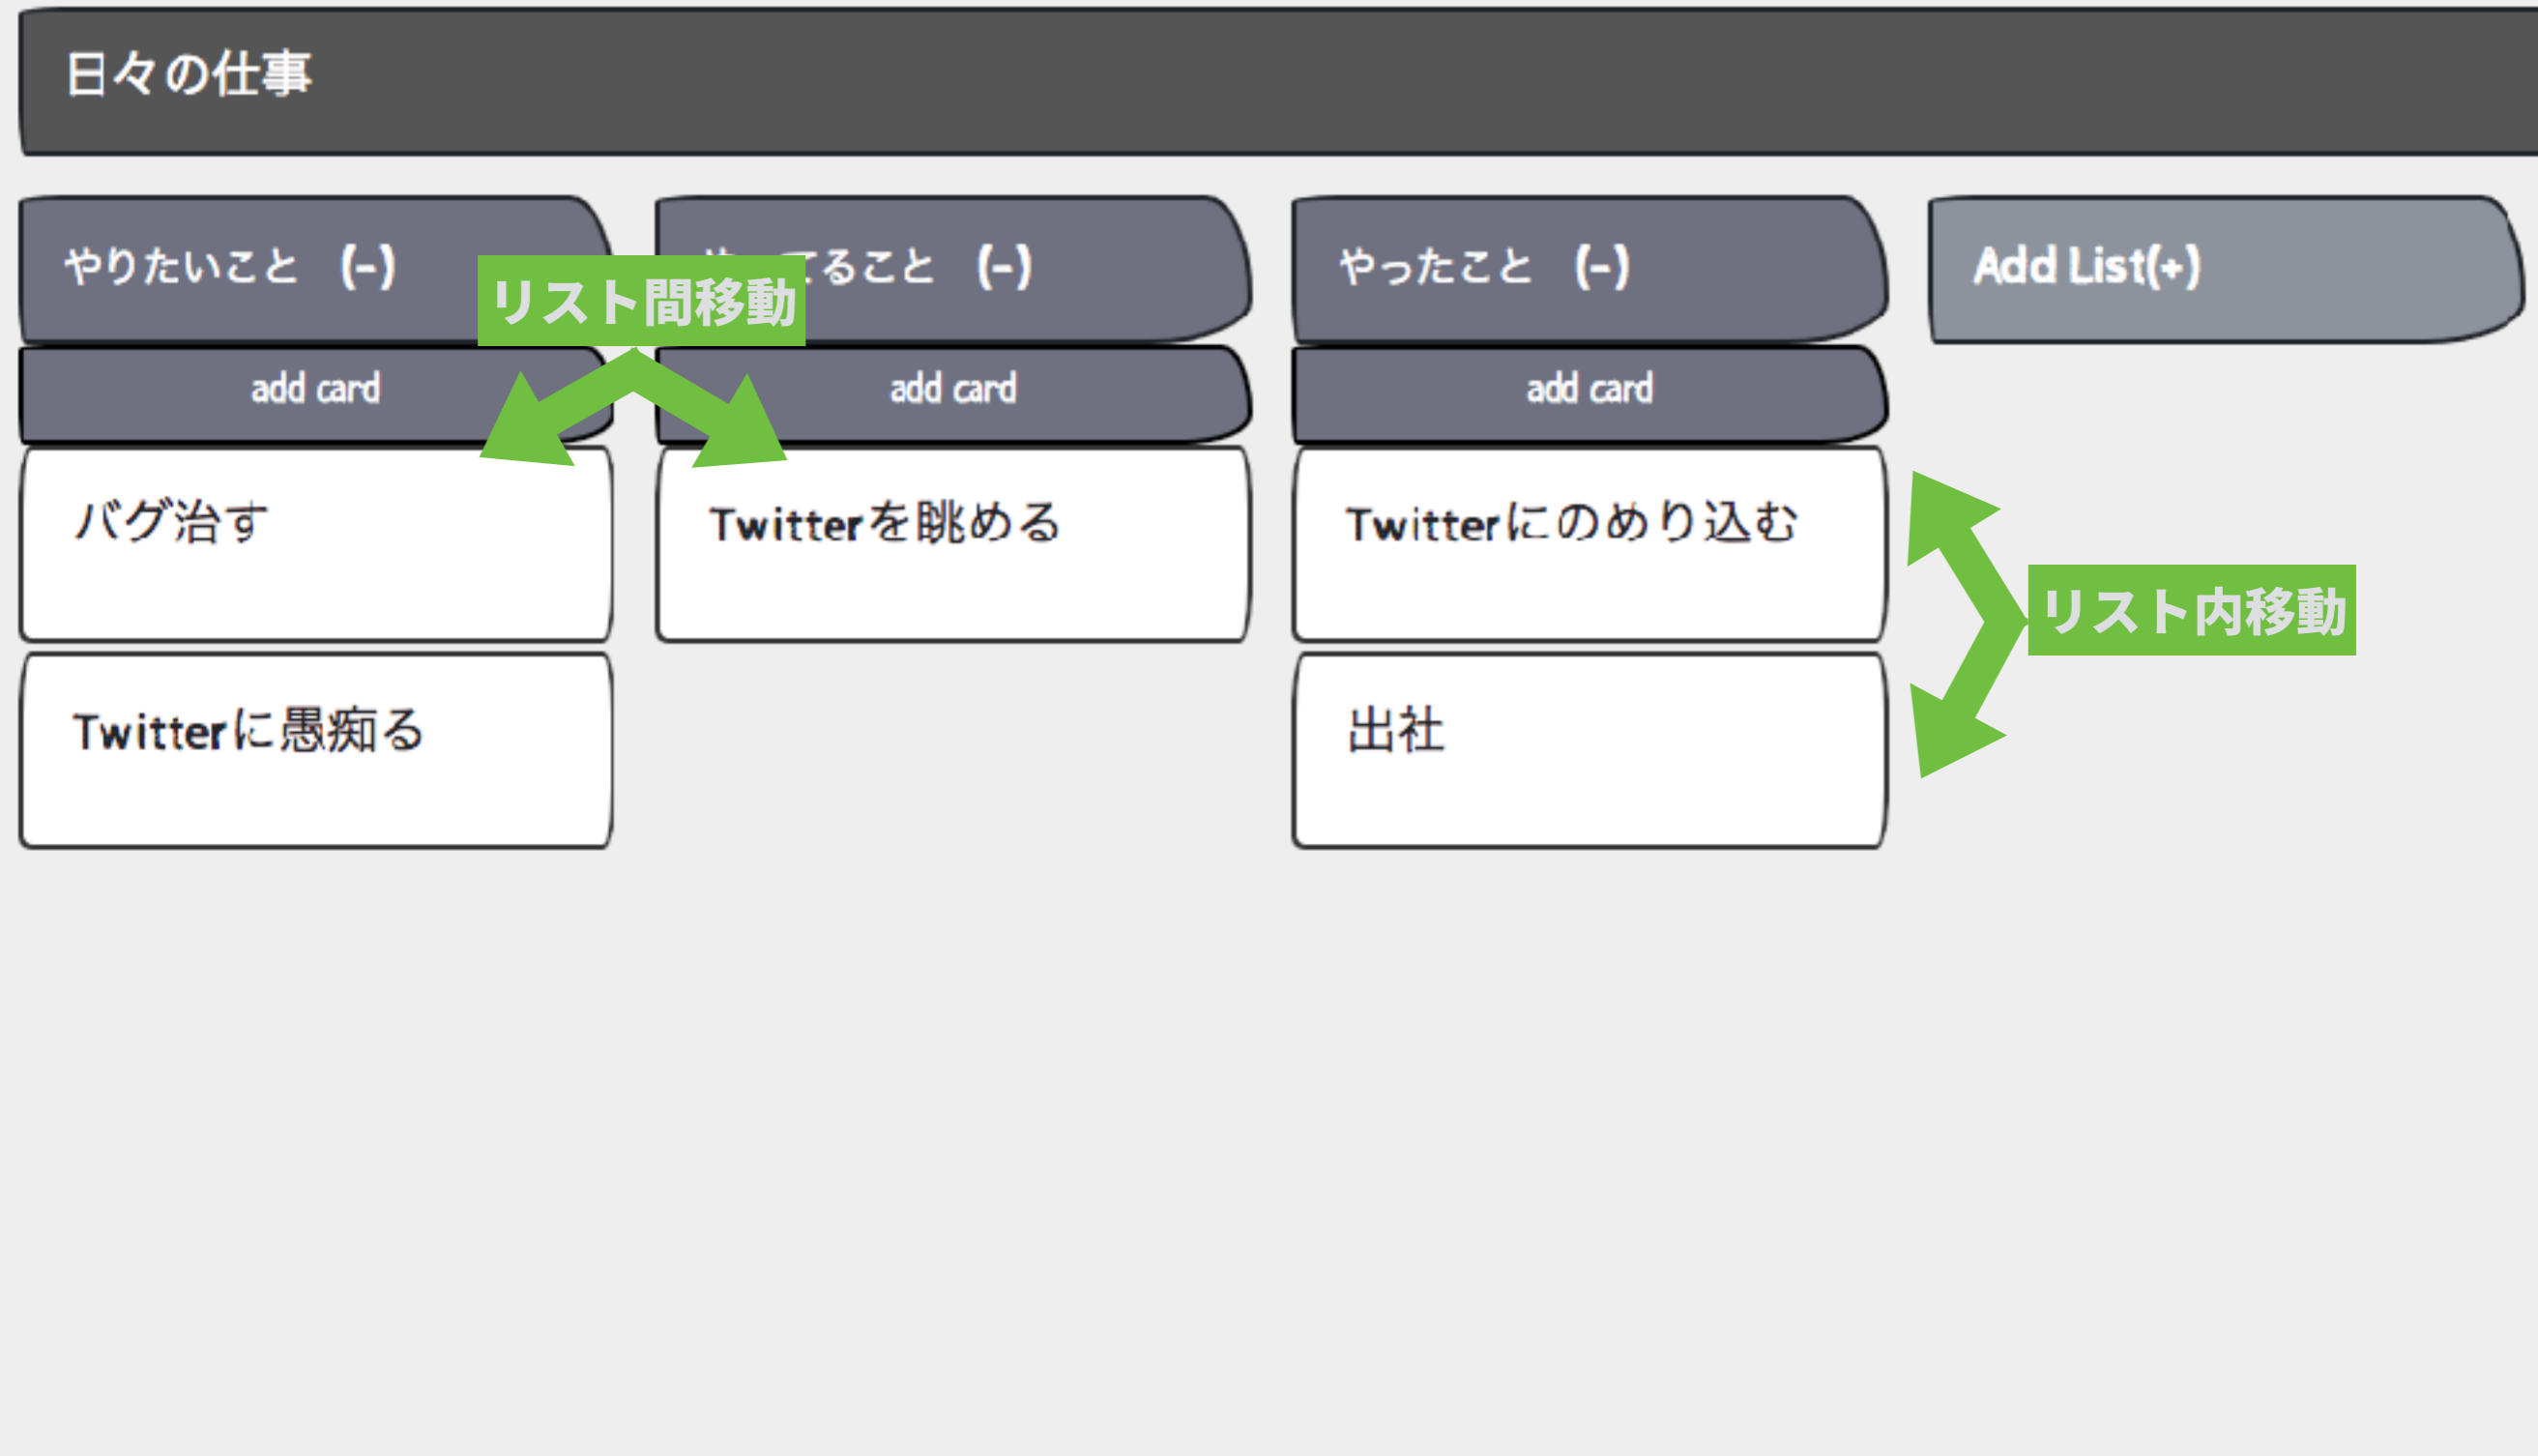 日々の仕事
やりたいこと (-)
てること (-)
やったこと (-)
Add List(+)
リスト間移動
add card
add card
add card
バグ治す
Twitterを眺める
Twitterにのめり込む
リスト内移動
Twitterに愚痴る
出社